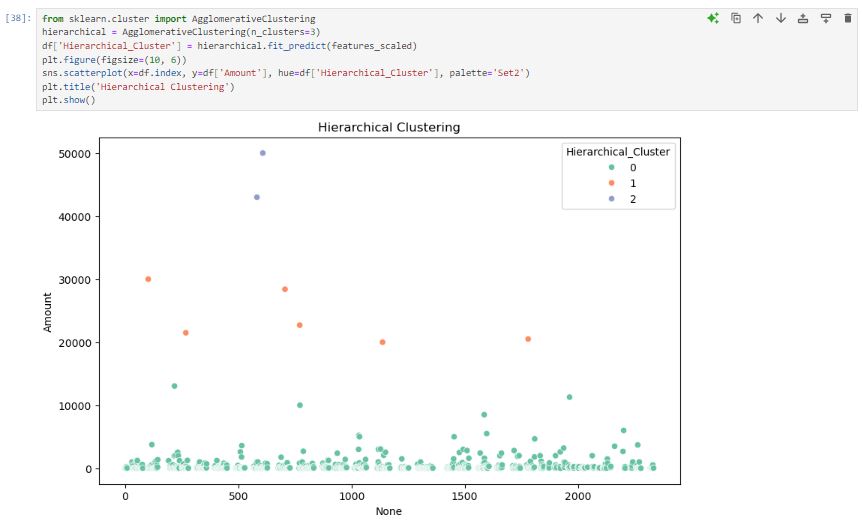 [38]: from sklearn.cluster import AgglomerativeClustering
hierarchical = AgglomerativeClustering(n_clusters=3)
df['Hierarchical_Cluster'] = hierarchical.fit_predict(features_scaled)
plt.figure(figsize=(10, 6))
sns.scatterplot(x=df.index, y=df['Amount'], hue=df['Hierarchical_Cluster'], palette='Set2')
plt.title('Hierarchical Clustering')
plt.show()
Hierarchical Clustering
Hierarchical_Cluster
0
1
2
Amount
50000
40000
30000
20000
10000
0
0 500 1000 1500 2000
None